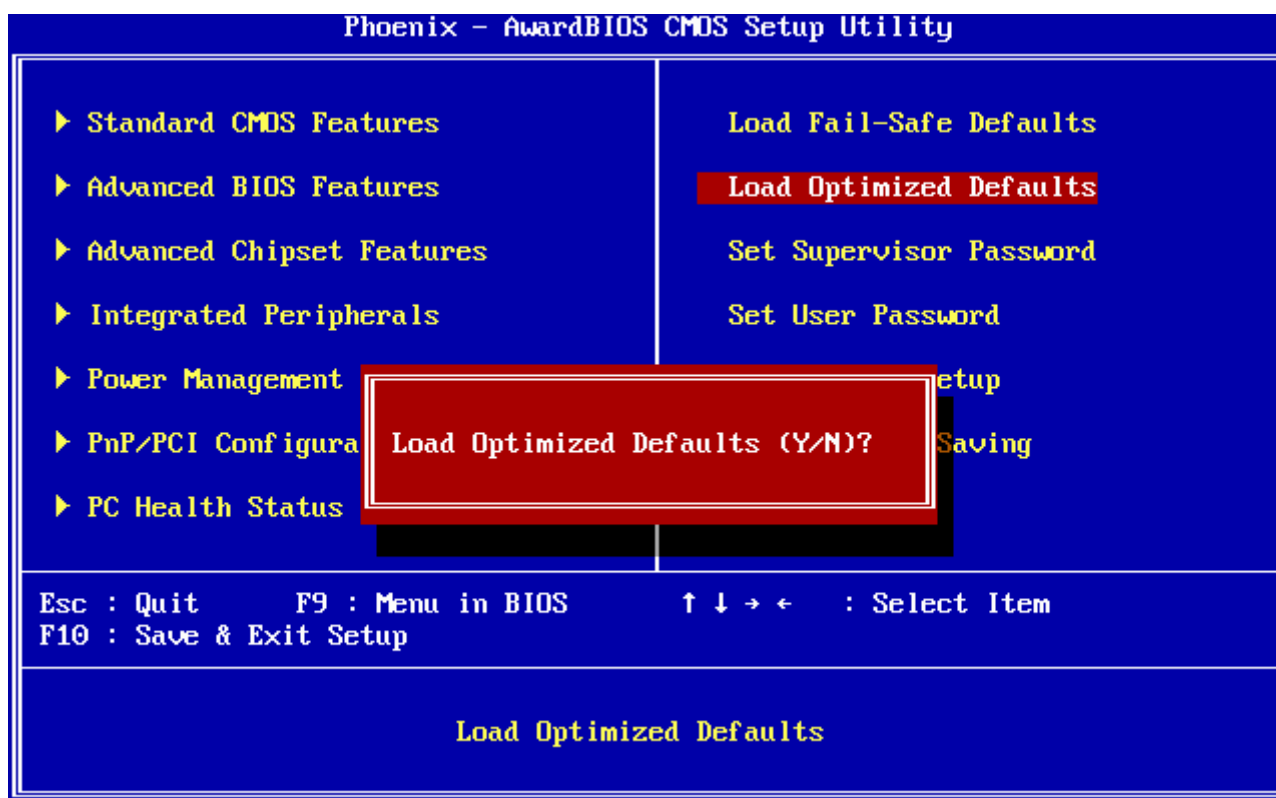 Phoenix - AwardBIOS CMOS Setup Utility
Standard CMOS Features
Advanced BIOS Features
Advanced Chipset Features
Integrated Peripherals
Power Management
PnP/PCI Configura
PC Health Status
Load Fail-Safe Defaults
Load Optimized Defaults
Set Supervisor Password
Set User Password
etup
Saving
Load Optimized Defaults (Y/N)?
Esc : Quit F9 : Menu in BIOS ↑ ↓ → ← : Select Item
F10 : Save & Exit Setup
Load Optimized Defaults